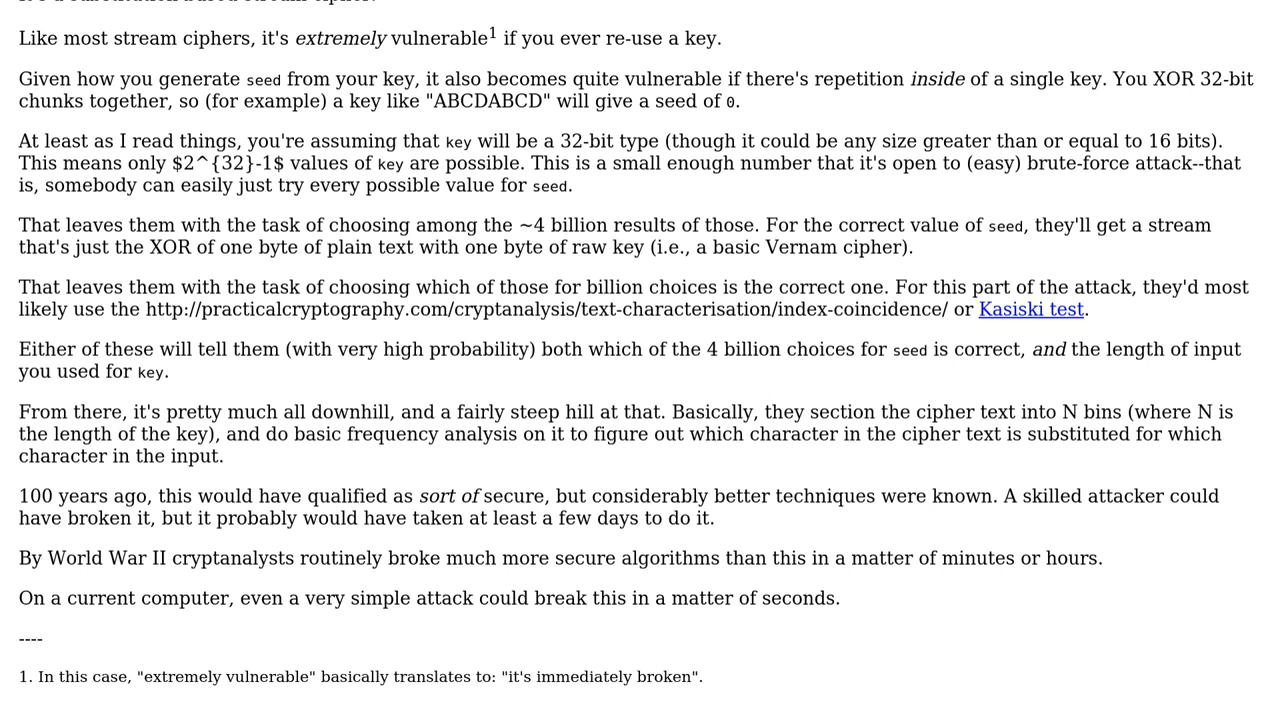 Like most stream ciphers, it's extremely vulnerable1 if you ever re-use a key.
Given how you generate seed from your key, it also becomes quite vulnerable if there's repetition inside of a single key. You XOR 32-bit
chunks together, so (for example) a key like "ABCDABCD" will give a seed of 0.
At least as I read things, you're assuming that key will be a 32-bit type (though it could be any size greater than or equal to 16 bits).
This means only $2^{32}-1$ values of key are possible. This is a small enough number that it's open to (easy) brute-force attack--that
is, somebody can easily just try every possible value for seed.
That leaves them with the task of choosing among the ~4 billion results of those. For the correct value of seed, they'll get a stream
that's just the XOR of one byte of plain text with one byte of raw key (i.e., a basic Vernam cipher).
That leaves them with the task of choosing which of those for billion choices is the correct one. For this part of the attack, they'd most
likely use the http://practicalcryptography.com/cryptanalysis/text-characterisation/index-coincidence/ or Kasiski test.
Either of these will tell them (with very high probability) both which of the 4 billion choices for seed is correct, and the length of input
you used for key.
From there, it's pretty much all downhill, and a fairly steep hill at that. Basically, they section the cipher text into N bins (where N is
the length of the key), and do basic frequency analysis on it to figure out which character in the cipher text is substituted for which
character in the input.
100 years ago, this would have qualified as sort of secure, but considerably better techniques were known. A skilled attacker could
have broken it, but it probably would have taken at least a few days to do it.
By World War II cryptanalysts routinely broke much more secure algorithms than this in a matter of minutes or hours.
On a current computer, even a very simple attack could break this in a matter of seconds.
----
1. In this case, "extremely vulnerable" basically translates to: "it's immediately broken".